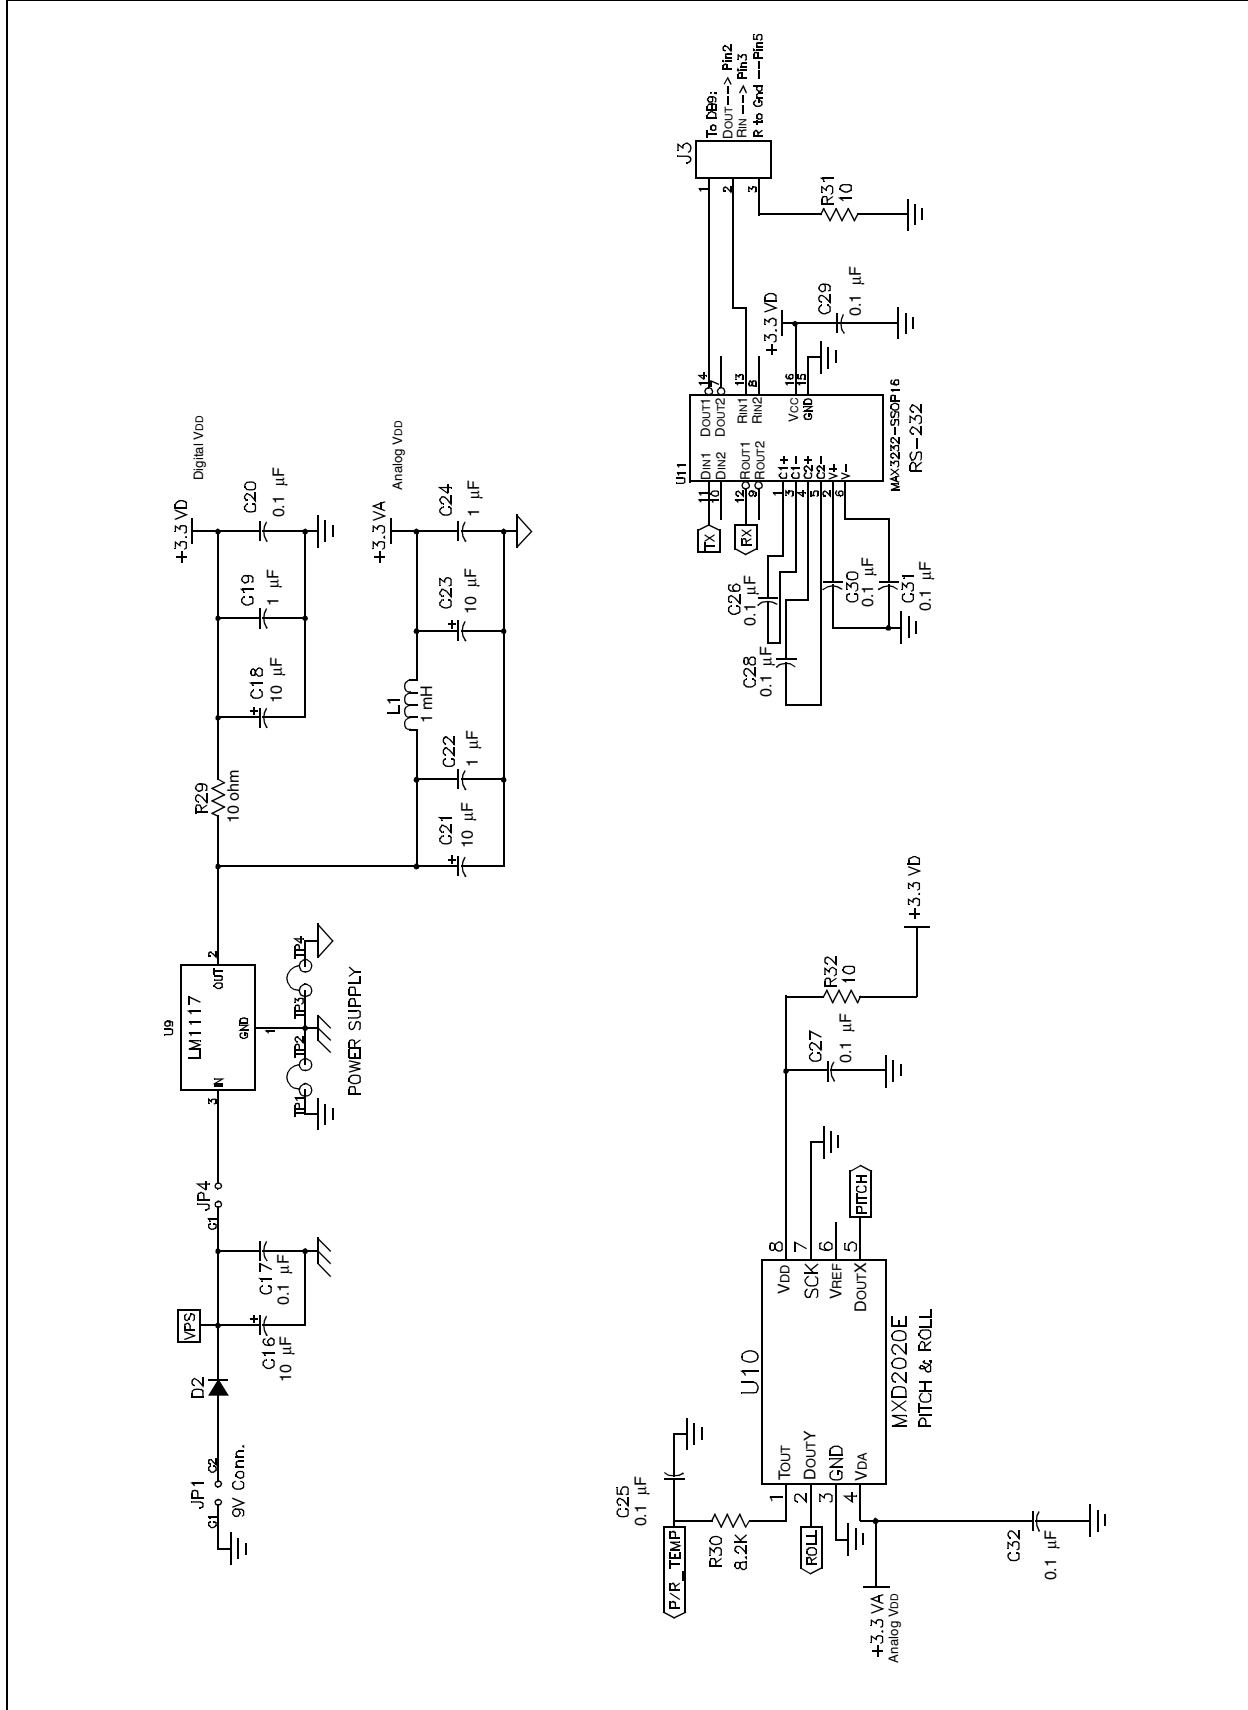 JP1
C1
C2
9V Conn.
D2
VPS
C16
10 µF
C17
0.1 µF
C1
JP4
3
U9
LM1117
IN
OUT
GND
1
2
TP1
TP2
TP3
TP4
POWER SUPPLY
R29
10 ohm
C18
10 µF
C19
1 µF
C20
0.1 µF
+3.3 VD
Digital VDD
C21
10 µF
C22
1 µF
L1
1 mH
C23
10 µF
C24
1 µF
+3.3 VA
Analog VDD
P/R_TEMP
C25
0.1 µF
R30
8.2K
ROLL
+3.3 VA
Analog VDD
C32
0.1 µF
U10
1
TOUT
2
DOUTY
3
GND
4
VDA
VDD
8
SCK
7
VREF
6
DOUTX
5
MXD2020E
PITCH & ROLL
PITCH
C27
0.1 µF
R32
10
+3.3 VD
U11
TX
RX
11
DIN1
10
DIN2
12
ROUT1
9
ROUT2
1
C1+
3
C1-
4
C2+
5
C2-
2
V+
6
V-
DOUT1
14
DOUT2
7
RIN1
13
RIN2
8
VCC
16
GND
15
MAX3232-SSOP16
RS-232
C26
0.1 µF
C28
0.1 µF
C30
0.1 µF
C31
0.1 µF
+3.3 VD
C29
0.1 µF
J3
1
2
3
R31
10
To DB9:
DOUT---> Pin2
RIN ---> Pin3
R to Gnd --Pin5